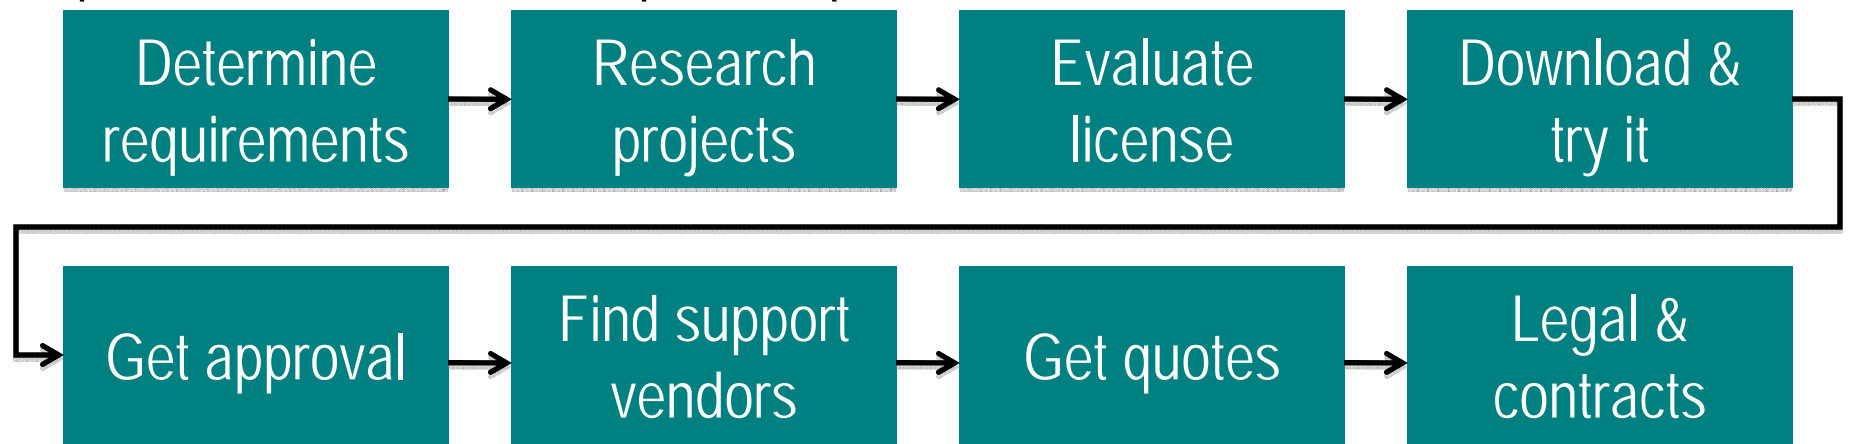 Determine
requirements
Research
projects
Evaluate
license
Download &
try it
Get approval
Find support
vendors
Get quotes
Legal &
contracts